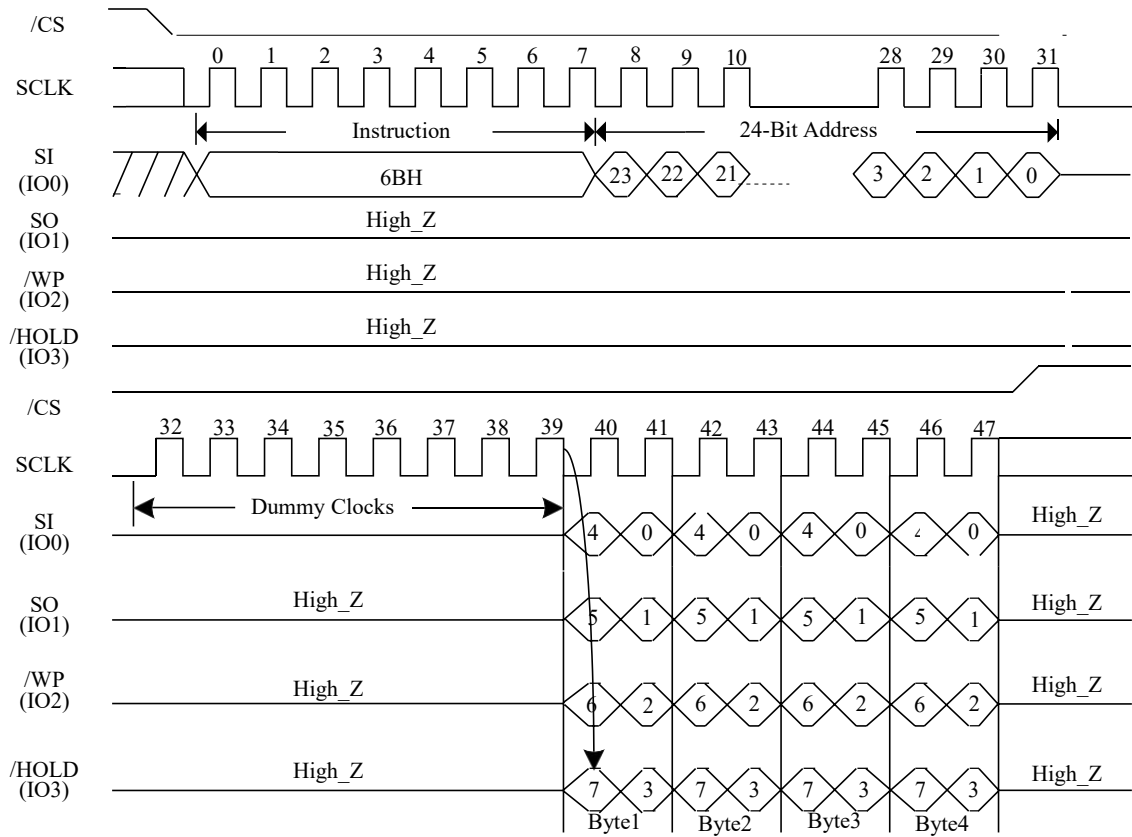 /CS
0 1 2 3 4 5 6 7 8 9 10 28 29 30 31
SCLK
Instruction 24-Bit Address
SI
(IO0)
6BH 23 22 21 3 2 1 0
SO
(IO1)
High_Z
/WP
(IO2)
High_Z
/HOLD
(IO3)
High_Z
/CS
32 33 34 35 36 37 38 39 40 41 42 43 44 45 46 47
SCLK
Dummy Clocks
SI
(IO0)
4 0 4 0 4 0 4 0 High_Z
SO
(IO1)
High_Z 5 1 5 1 5 1 5 1 High_Z
/WP
(IO2)
High_Z 6 2 6 2 6 2 6 2 High_Z
/HOLD
(IO3)
High_Z 7 3 7 3 7 3 7 3 High_Z
Byte1 Byte2 Byte3 Byte4